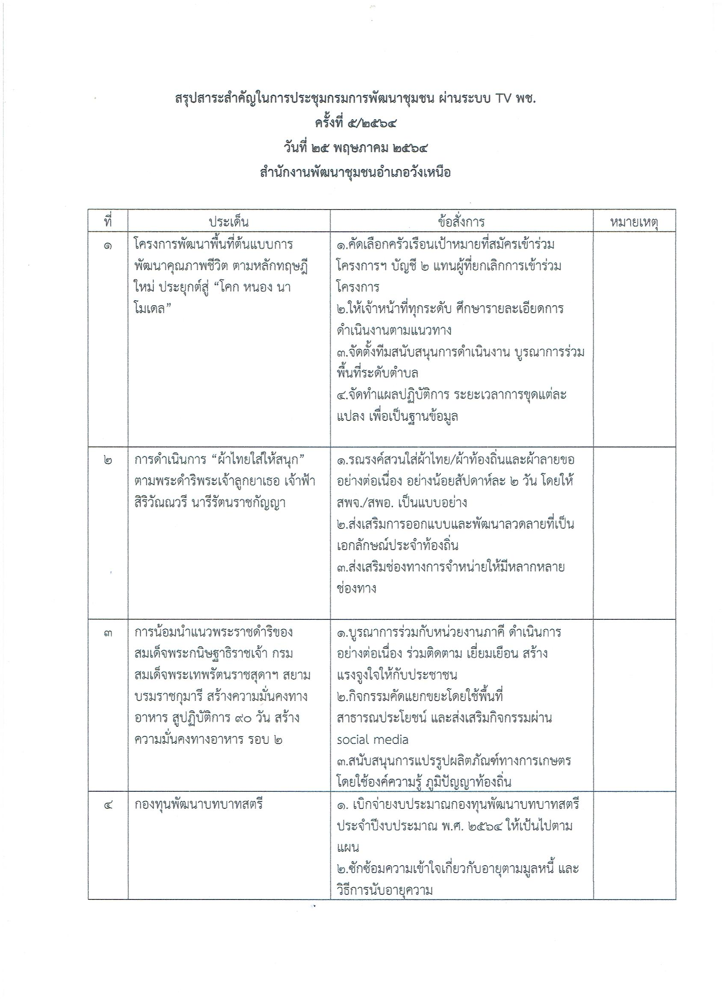 สรุปสาระสำคัญในการประชุมกรมการพัฒนาชุมชน ผ่านระบบ TV พช.
ครั้งที่ ๕/๒๕๖๔
วันที่ ๒๕ พฤษภาคม ๒๕๖๔
สำนักงานพัฒนาชุมชนอำเภอวังเหนือ
ที่ ประเด็น ข้อสั่งการ หมายเหตุ
๑
โครงการพัฒนาพื้นที่ต้นแบบการ
พัฒนาคุณภาพชีวิต ตามหลักทฤษฎี
ใหม่ ประยุกต์สู่ “โคก หนอง นา
โมเดล”
๑.คัดเลือกครัวเรือนเป้าหมายที่สมัครเข้าร่วม
โครงการฯ บัญชี ๒ แทนผู้ที่ยกเลิกการเข้าร่วม
โครงการ
๒.ให้เจ้าหน้าที่ทุกระดับ ศึกษารายละเอียดการ
ดำเนินงานตามแนวทาง
๓.จัดตั้งทีมสนับสนุนการดำเนินงาน บูรณาการร่วม
พื้นที่ระดับตำบล
๔.จัดทำแผลปฏิบัติการ ระยะเวลาการขุดแต่ละ
แปลง เพื่อเป็นฐานข้อมูล
๒
การดำเนินการ “ผ้าไทยใส่ให้สนุก”
ตามพระดำริพระเจ้าลูกยาเธอ เจ้าฟ้า
สิริวัณณวรี นารีรัตนราชกัญญา
๑.รณรงค์สวนใส่ผ้าไทย/ผ้าท้องถิ่นและผ้าลายขอ
อย่างต่อเนื่อง อย่างน้อยสัปดาห์ละ ๒ วัน โดยให้
สพจ./สพอ. เป็นแบบอย่าง
๒.ส่งเสริมการออกแบบและพัฒนาลวดลายที่เป็น
เอกลักษณ์ประจำท้องถิ่น
๓.ส่งเสริมช่องทางการจำหน่ายให้มีหลากหลาย
ช่องทาง
๓
การน้อมนำแนวพระราชดำริของ
สมเด็จพระกนิษฐาธิราชเจ้า กรม
สมเด็จพระเทพรัตนราชสุดาฯ สยาม
บรมราชกุมารี สร้างความมั่นคงทาง
อาหาร สูปฏิบัติการ ๙๐ วัน สร้าง
ความมั่นคงทางอาหาร รอบ ๒
๑.บูรณาการร่วมกับหน่วยงานภาคี ดำเนินการ
อย่างต่อเนื่อง ร่วมติดตาม เยี่ยมเยือน สร้าง
แรงจูงใจให้กับประชาชน
๒.กิจกรรมคัดแยกขยะโดยใช้พื้นที่
สาธารณประโยชน์ และส่งเสริมกิจกรรมผ่าน
social media
๓.สนับสนุนการแปรรูปผลิตภัณฑ์ทางการเกษตร
โดยใช้องค์ความรู้ ภูมิปัญญาท้องถิ่น
๔
กองทุนพัฒนาบทบาทสตรี
๑. เบิกจ่ายงบประมาณกองทุนพัฒนาบทบาทสตรี
ประจำปีงบประมาณ พ.ศ. ๒๕๖๔ ให้เป้นไปตาม
แผน
๒.ซักซ้อมความเข้าใจเกี่ยวกับอายุตามมูลหนี้ และ
วิธีการนับอายุความ